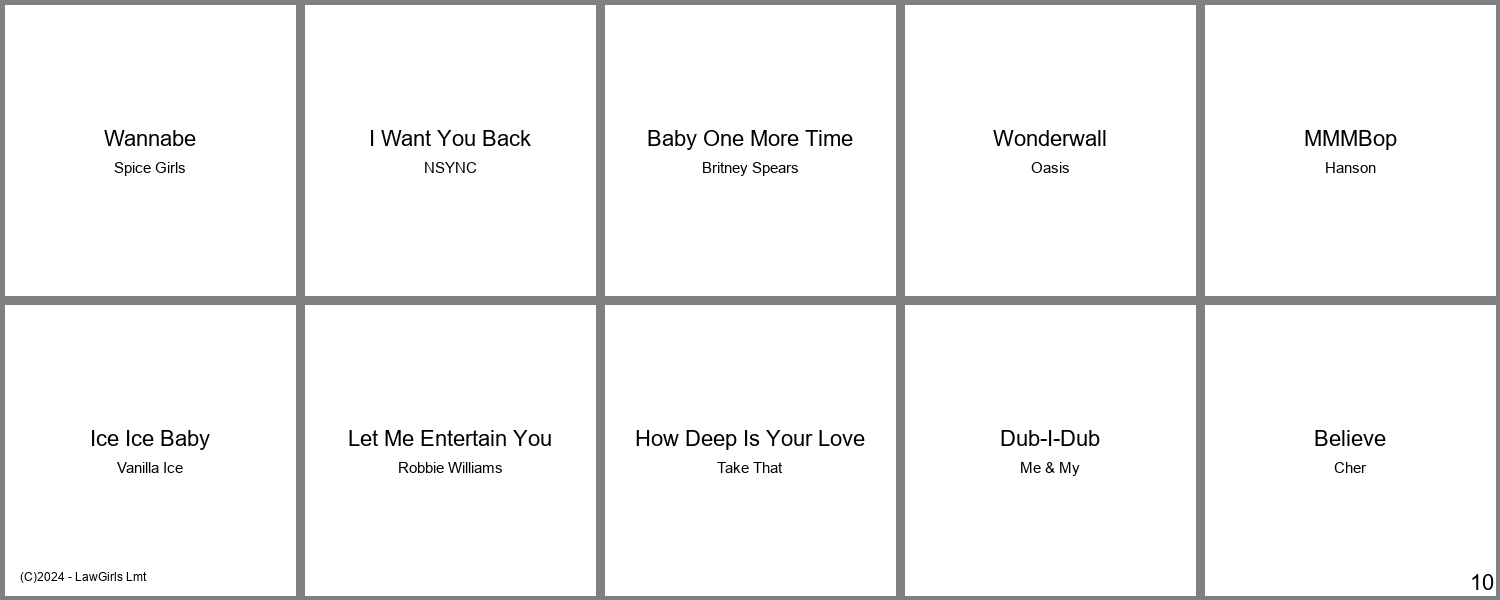 Wannabe
Spice Girls
I Want You Back
NSYNC
Baby One More Time
Britney Spears
Wonderwall
Oasis
MMMBop
Hanson
Ice Ice Baby
Vanilla Ice
Let Me Entertain You
Robbie Williams
How Deep Is Your Love
Take That
Dub-I-Dub
Me & My
Believe
Cher
(C)2024 - LawGirls Lmt
10